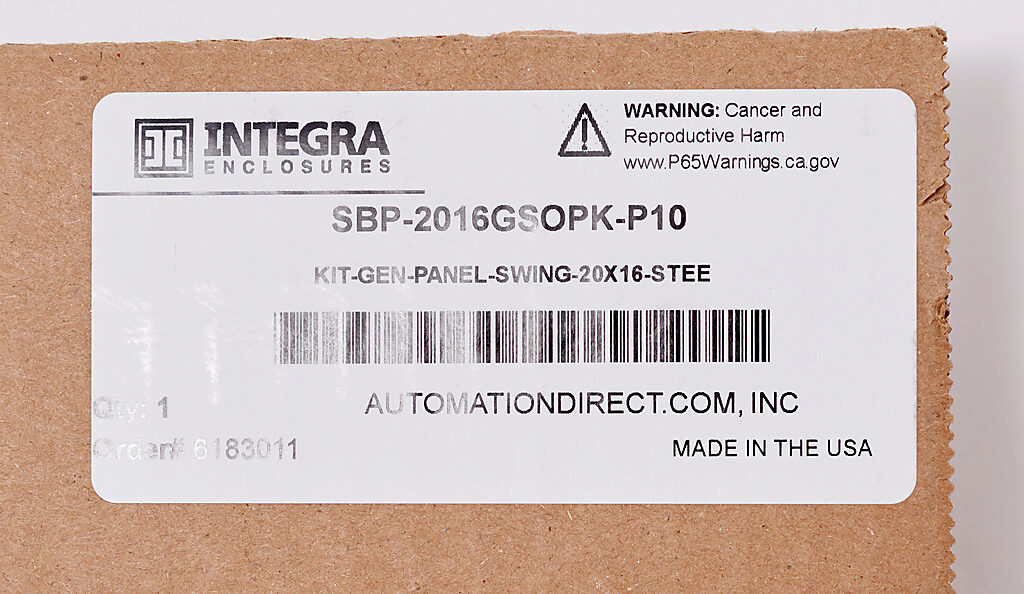 INTEGRA
ENCLOSURES
WARNING: Cancer and
Reproductive Harm
www.P65Warnings.ca.gov
SBP-2016GSOPK-P10
KIT-GEN-PANEL-SWING-20X16-STEE
Qty: 1
AUTOMATIONDIRECT.COM, INC
Order# 6183011
MADE IN THE USA